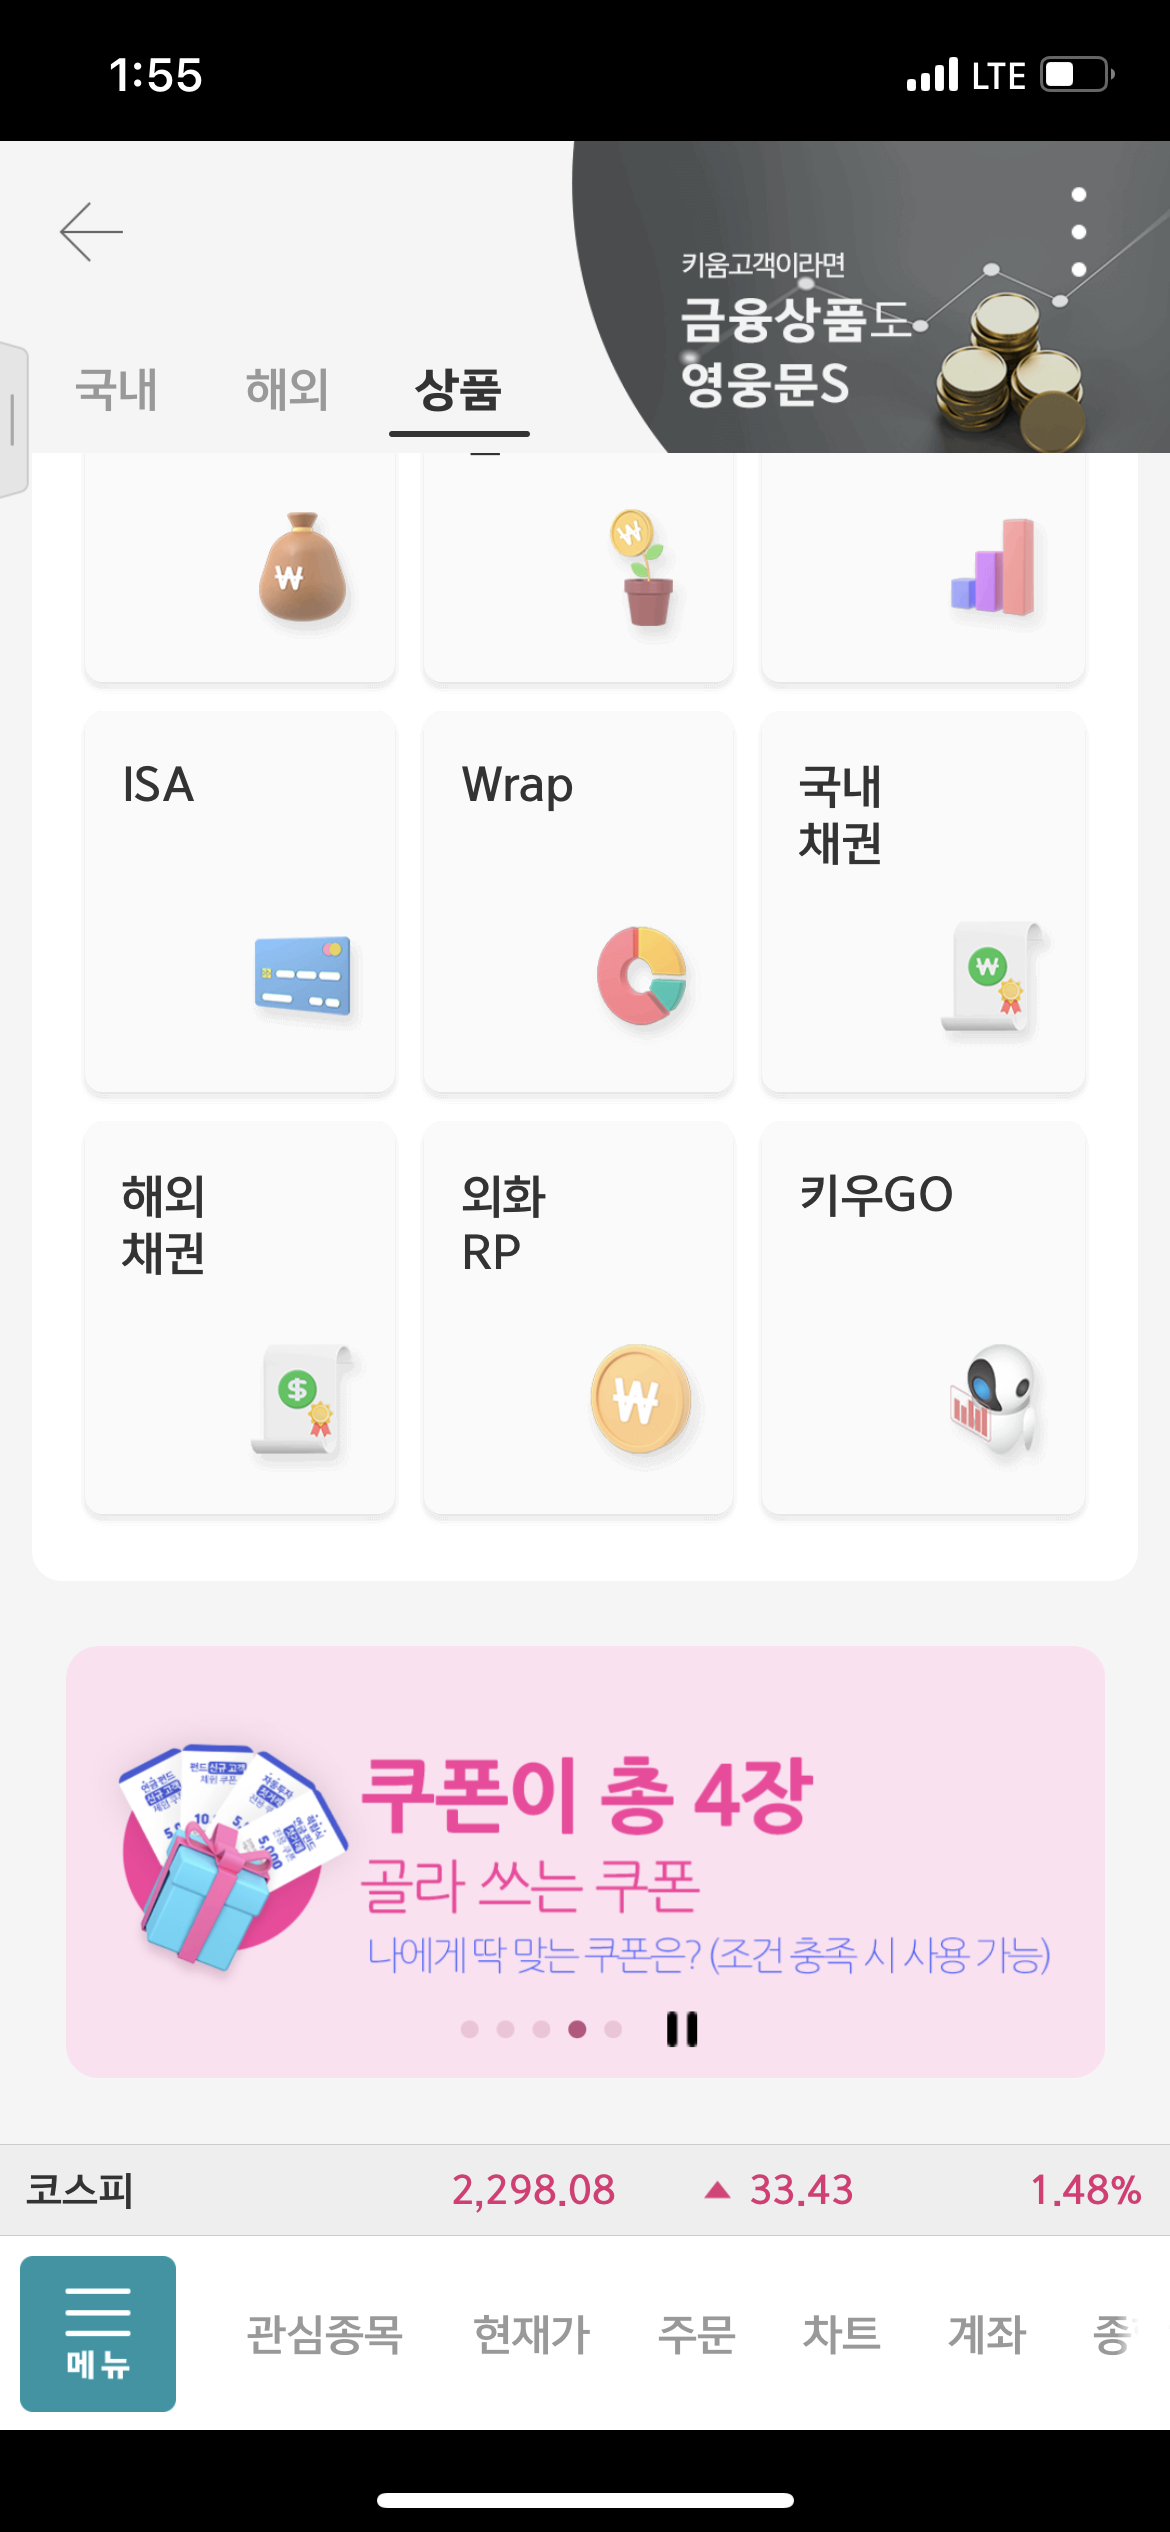 1:55
LTE
키움고객이라면
금융상품도
영웅문S
국내 해외 상품
ISA
Wrap
국내
채권
해외
채권
외화
RP
키우GO
쿠폰이 총 4장
골라 쓰는 쿠폰
나에게 딱 맞는 쿠폰은? (조건 충족 시 사용 가능)
코스피 2,298.08 ▲ 33.43 1.48%
메뉴
관심종목 현재가 주문 차트 계좌